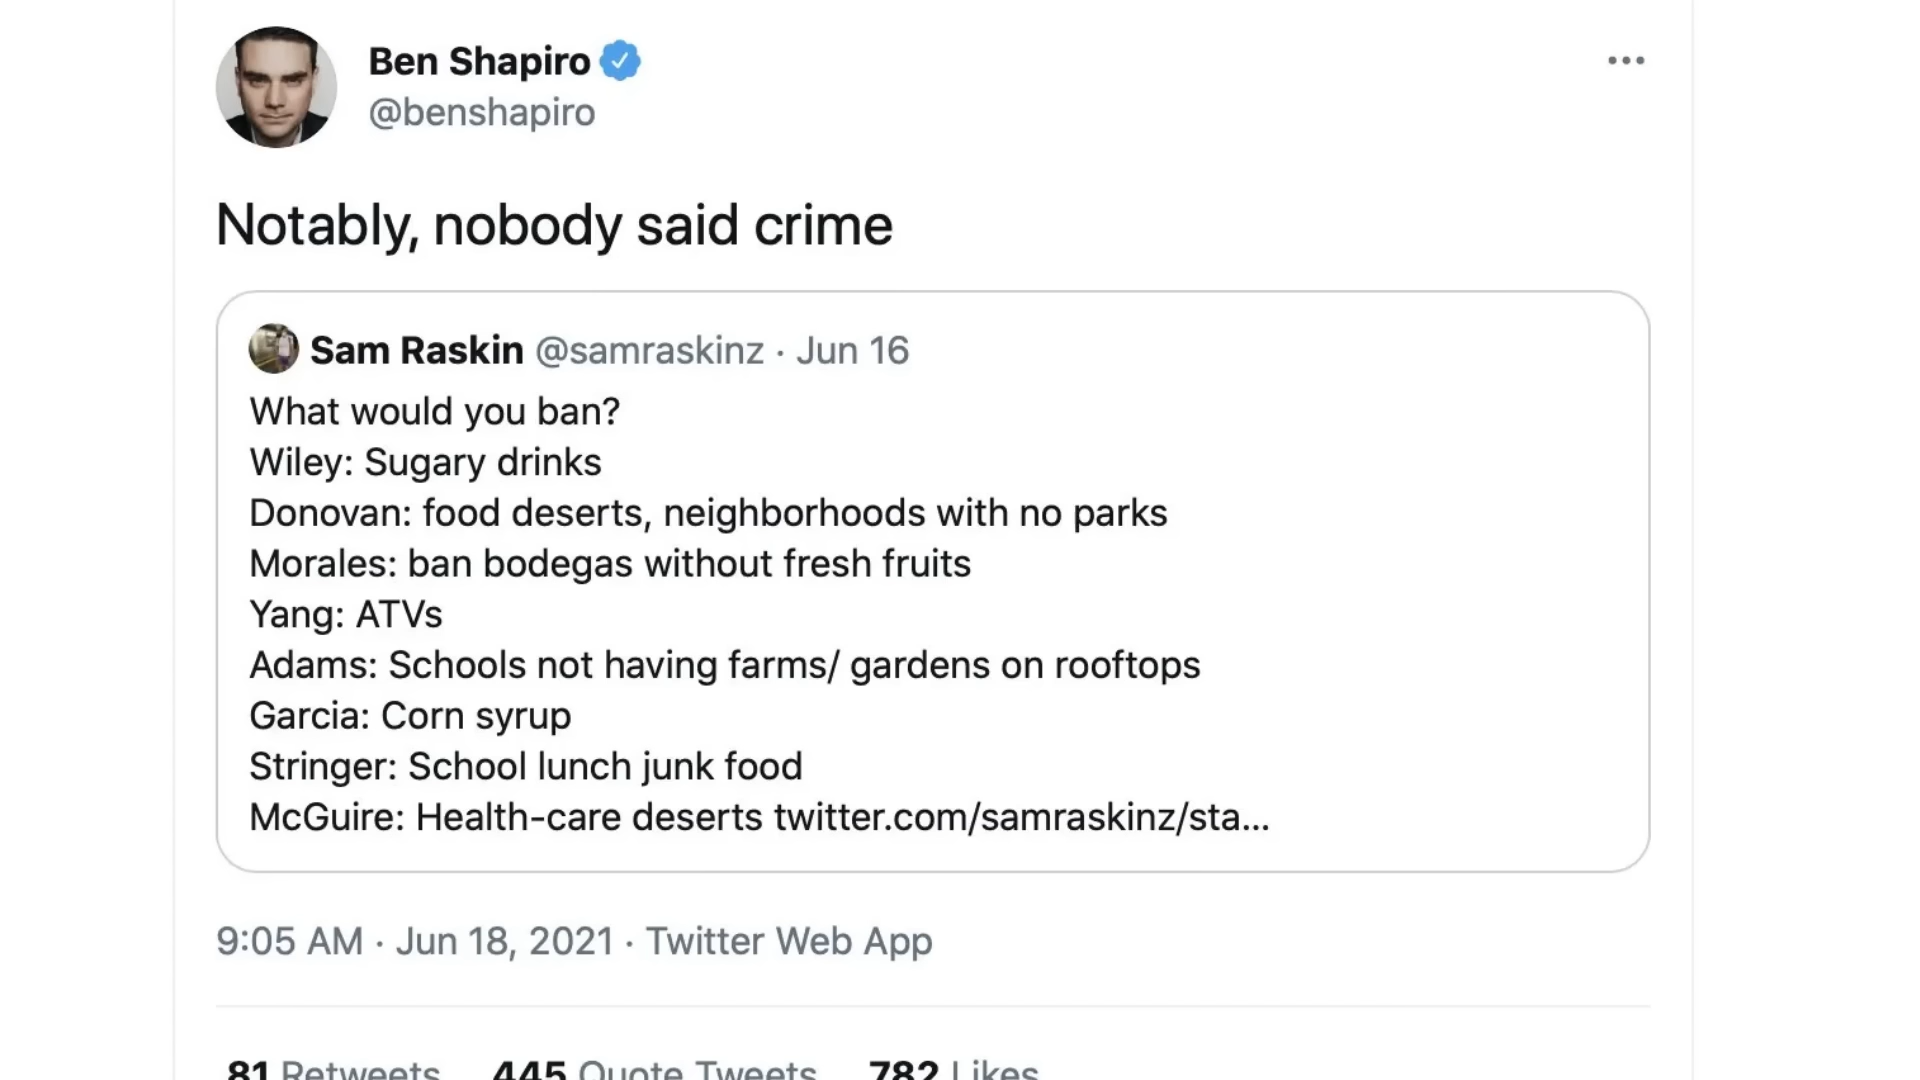 Ben Shapiro
@benshapiro
Notably, nobody said crime
Sam Raskin @samraskinz · Jun 16
What would you ban?
Wiley: Sugary drinks
Donovan: food deserts, neighborhoods with no parks
Morales: ban bodegas without fresh fruits
Yang: ATVs
Adams: Schools not having farms/ gardens on rooftops
Garcia: Corn syrup
Stringer: School lunch junk food
McGuire: Health-care deserts twitter.com/samraskinz/sta...
9:05 AM · Jun 18, 2021 · Twitter Web App
81 Retweets 445 Quote Tweets 782 Likes